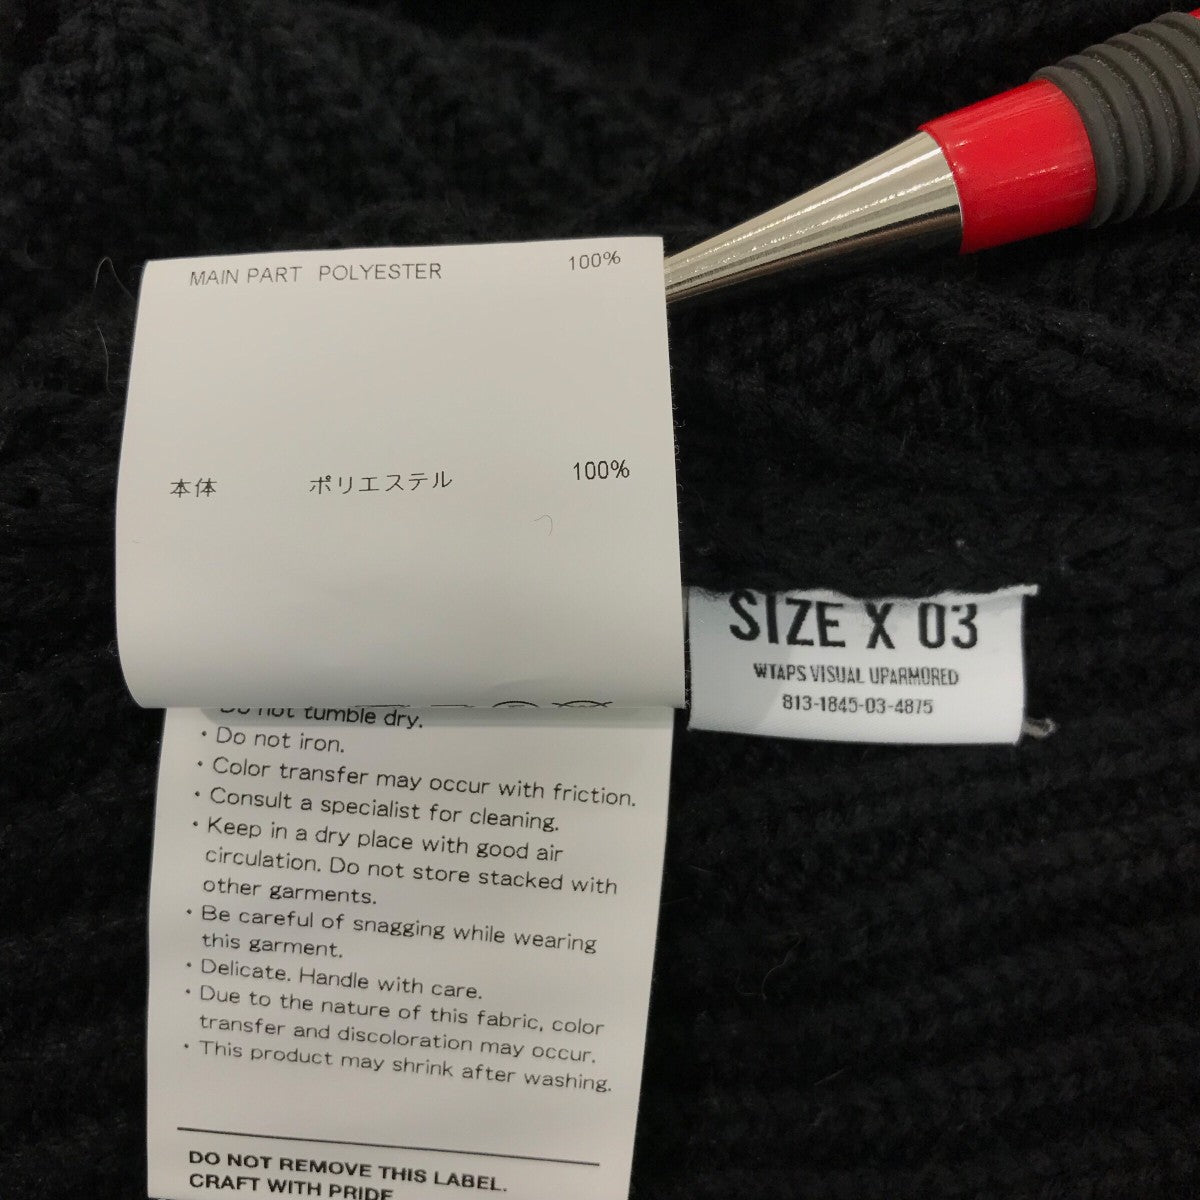 MAIN PART POLYESTER 100%
本体 ポリエステル 100%
SIZE X 03
WTAPS VISUAL UPARMORED
813-1845-03-4875
Do not tumble dry.
・Do not iron.
・Color transfer may occur with friction.
・Consult a specialist for cleaning.
・Keep in a dry place with good air
circulation. Do not store stacked with
other garments.
・Be careful of snagging while wearing
this garment.
・Delicate. Handle with care.
・Due to the nature of this fabric, color
transfer and discoloration may occur.
・This product may shrink after washing.
DO NOT REMOVE THIS LABEL.
CRAFT WITH PRIDE